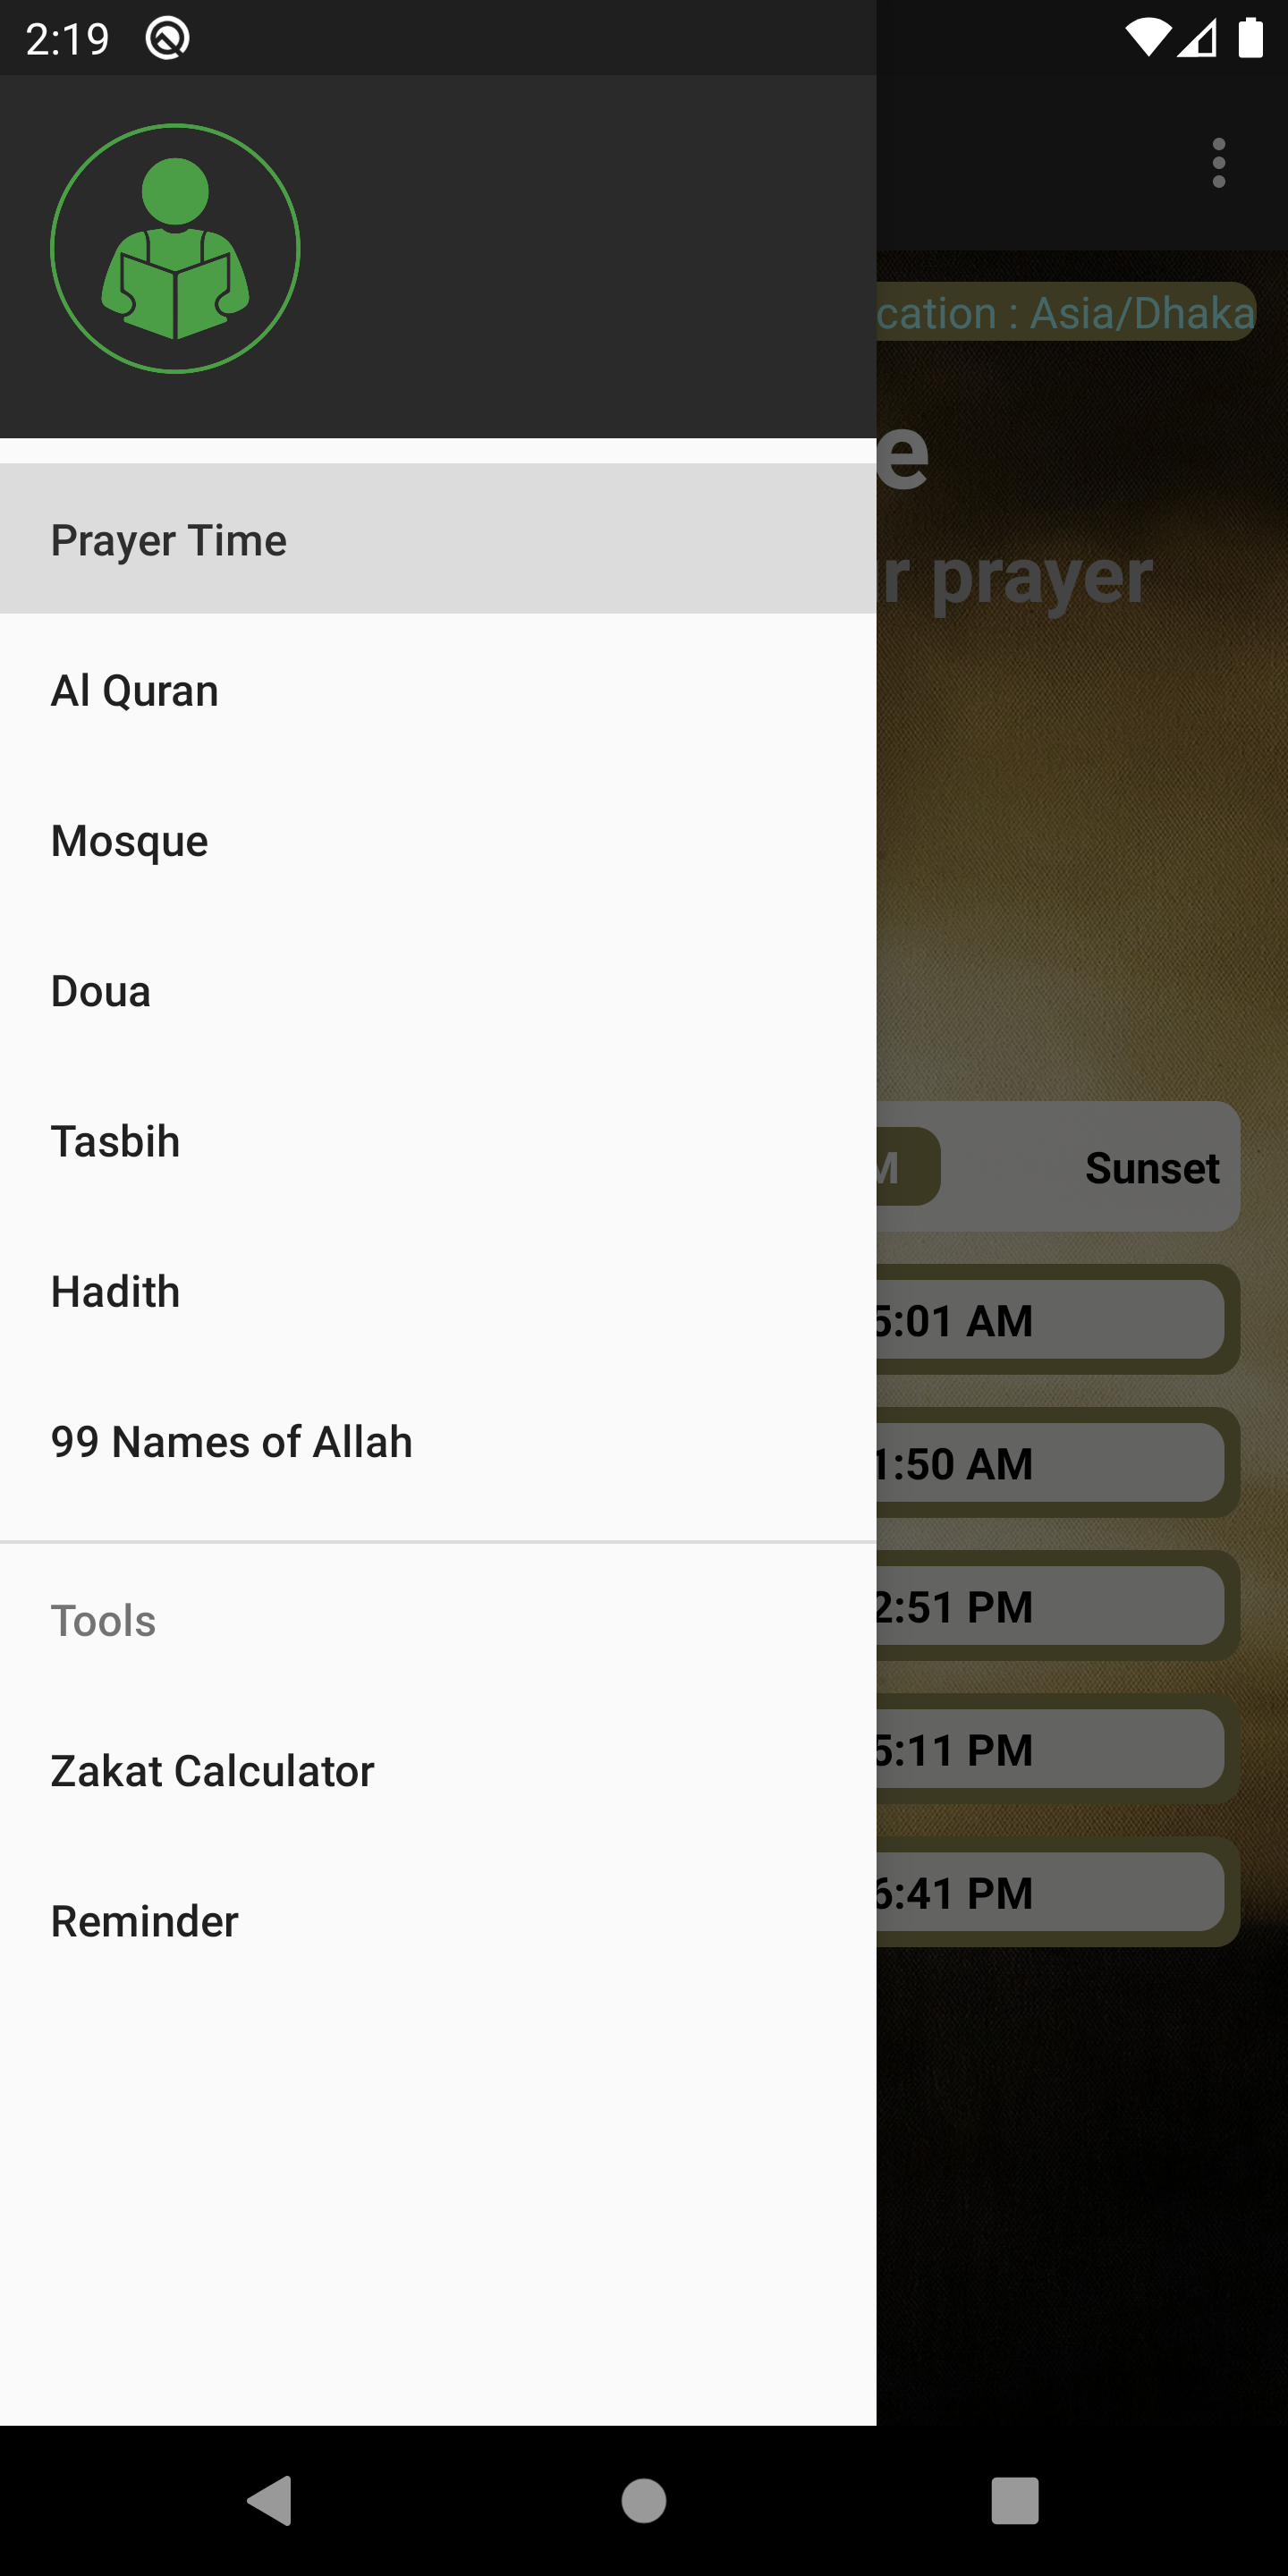 2:19
cation : Asia/Dhaka
e
r prayer
Prayer Time
Al Quran
Mosque
Doua
Tasbih
M Sunset
Hadith
5:01 AM
99 Names of Allah
1:50 AM
Tools
2:51 PM
Zakat Calculator
5:11 PM
Reminder
6:41 PM